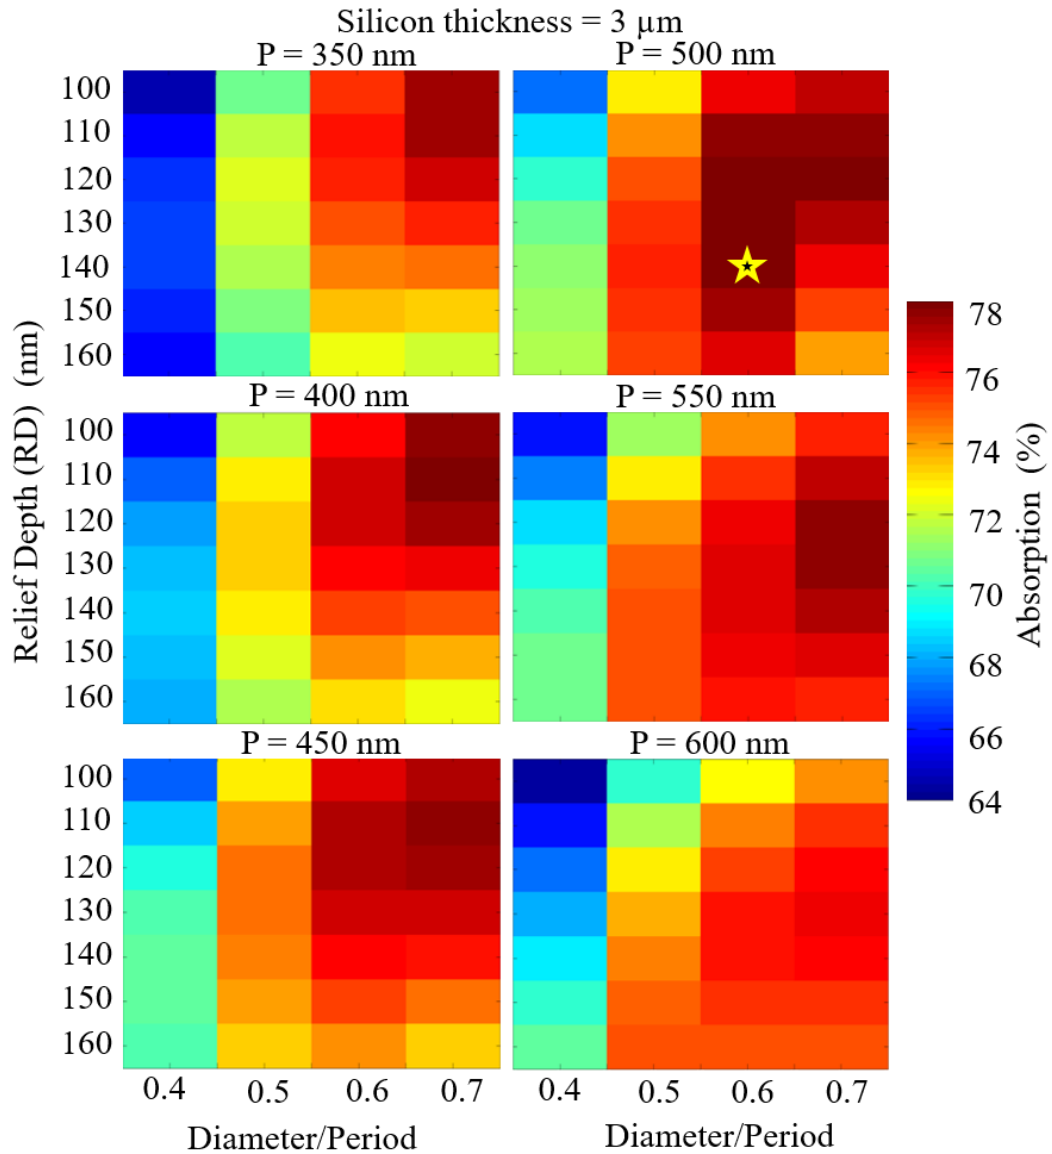 Silicon thickness = 3 µm
P = 350 nm
P = 500 nm
100
110
120
130
140
150
160
P = 400 nm
P = 550 nm
100
110
120
130
140
150
160
P = 450 nm
P = 600 nm
100
110
120
130
140
150
160
0.4 0.5 0.6 0.7
0.4 0.5 0.6 0.7
Diameter/Period
Diameter/Period
Relief Depth (RD) (nm)
78
76
74
72
70
68
66
64
Absorption (%)